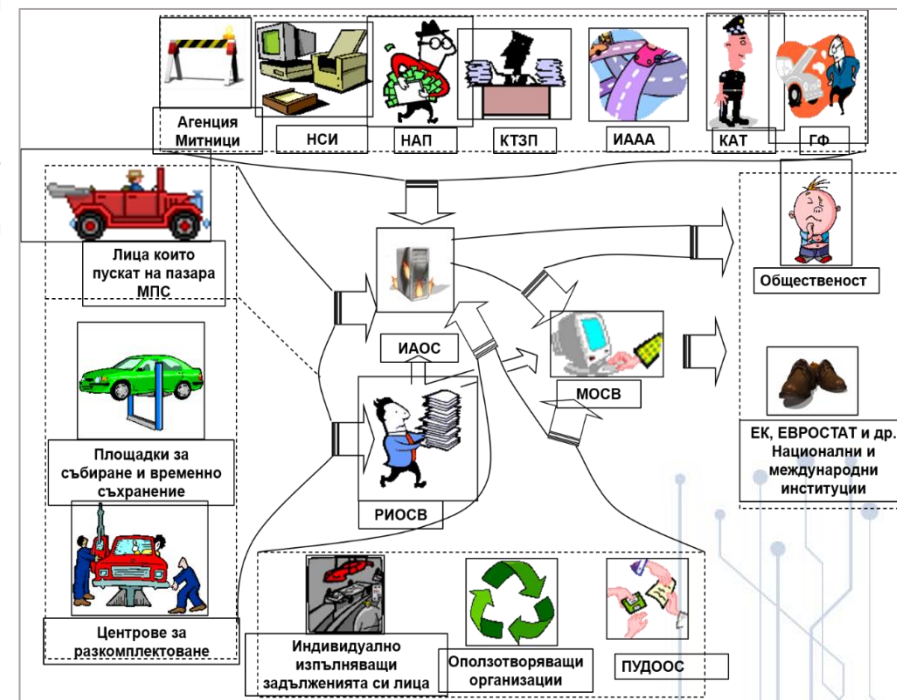 Агенция
Митници
НСИ
НАП
КТЗП
ИААА
КАТ
ГФ
Лица които
пускат на пазара
МПС
Общественост
ИАОС
МОСВ
Площадки за
събиране и временно
съхранение
ЕК, ЕВРОСТАТ и др.
Национални и
международни
институции
РИОСВ
Центрове за
разкомплектоване
Индивидуално
изпълняващи
задълженията си лица
Оползотворяващи
организации
ПУДООС